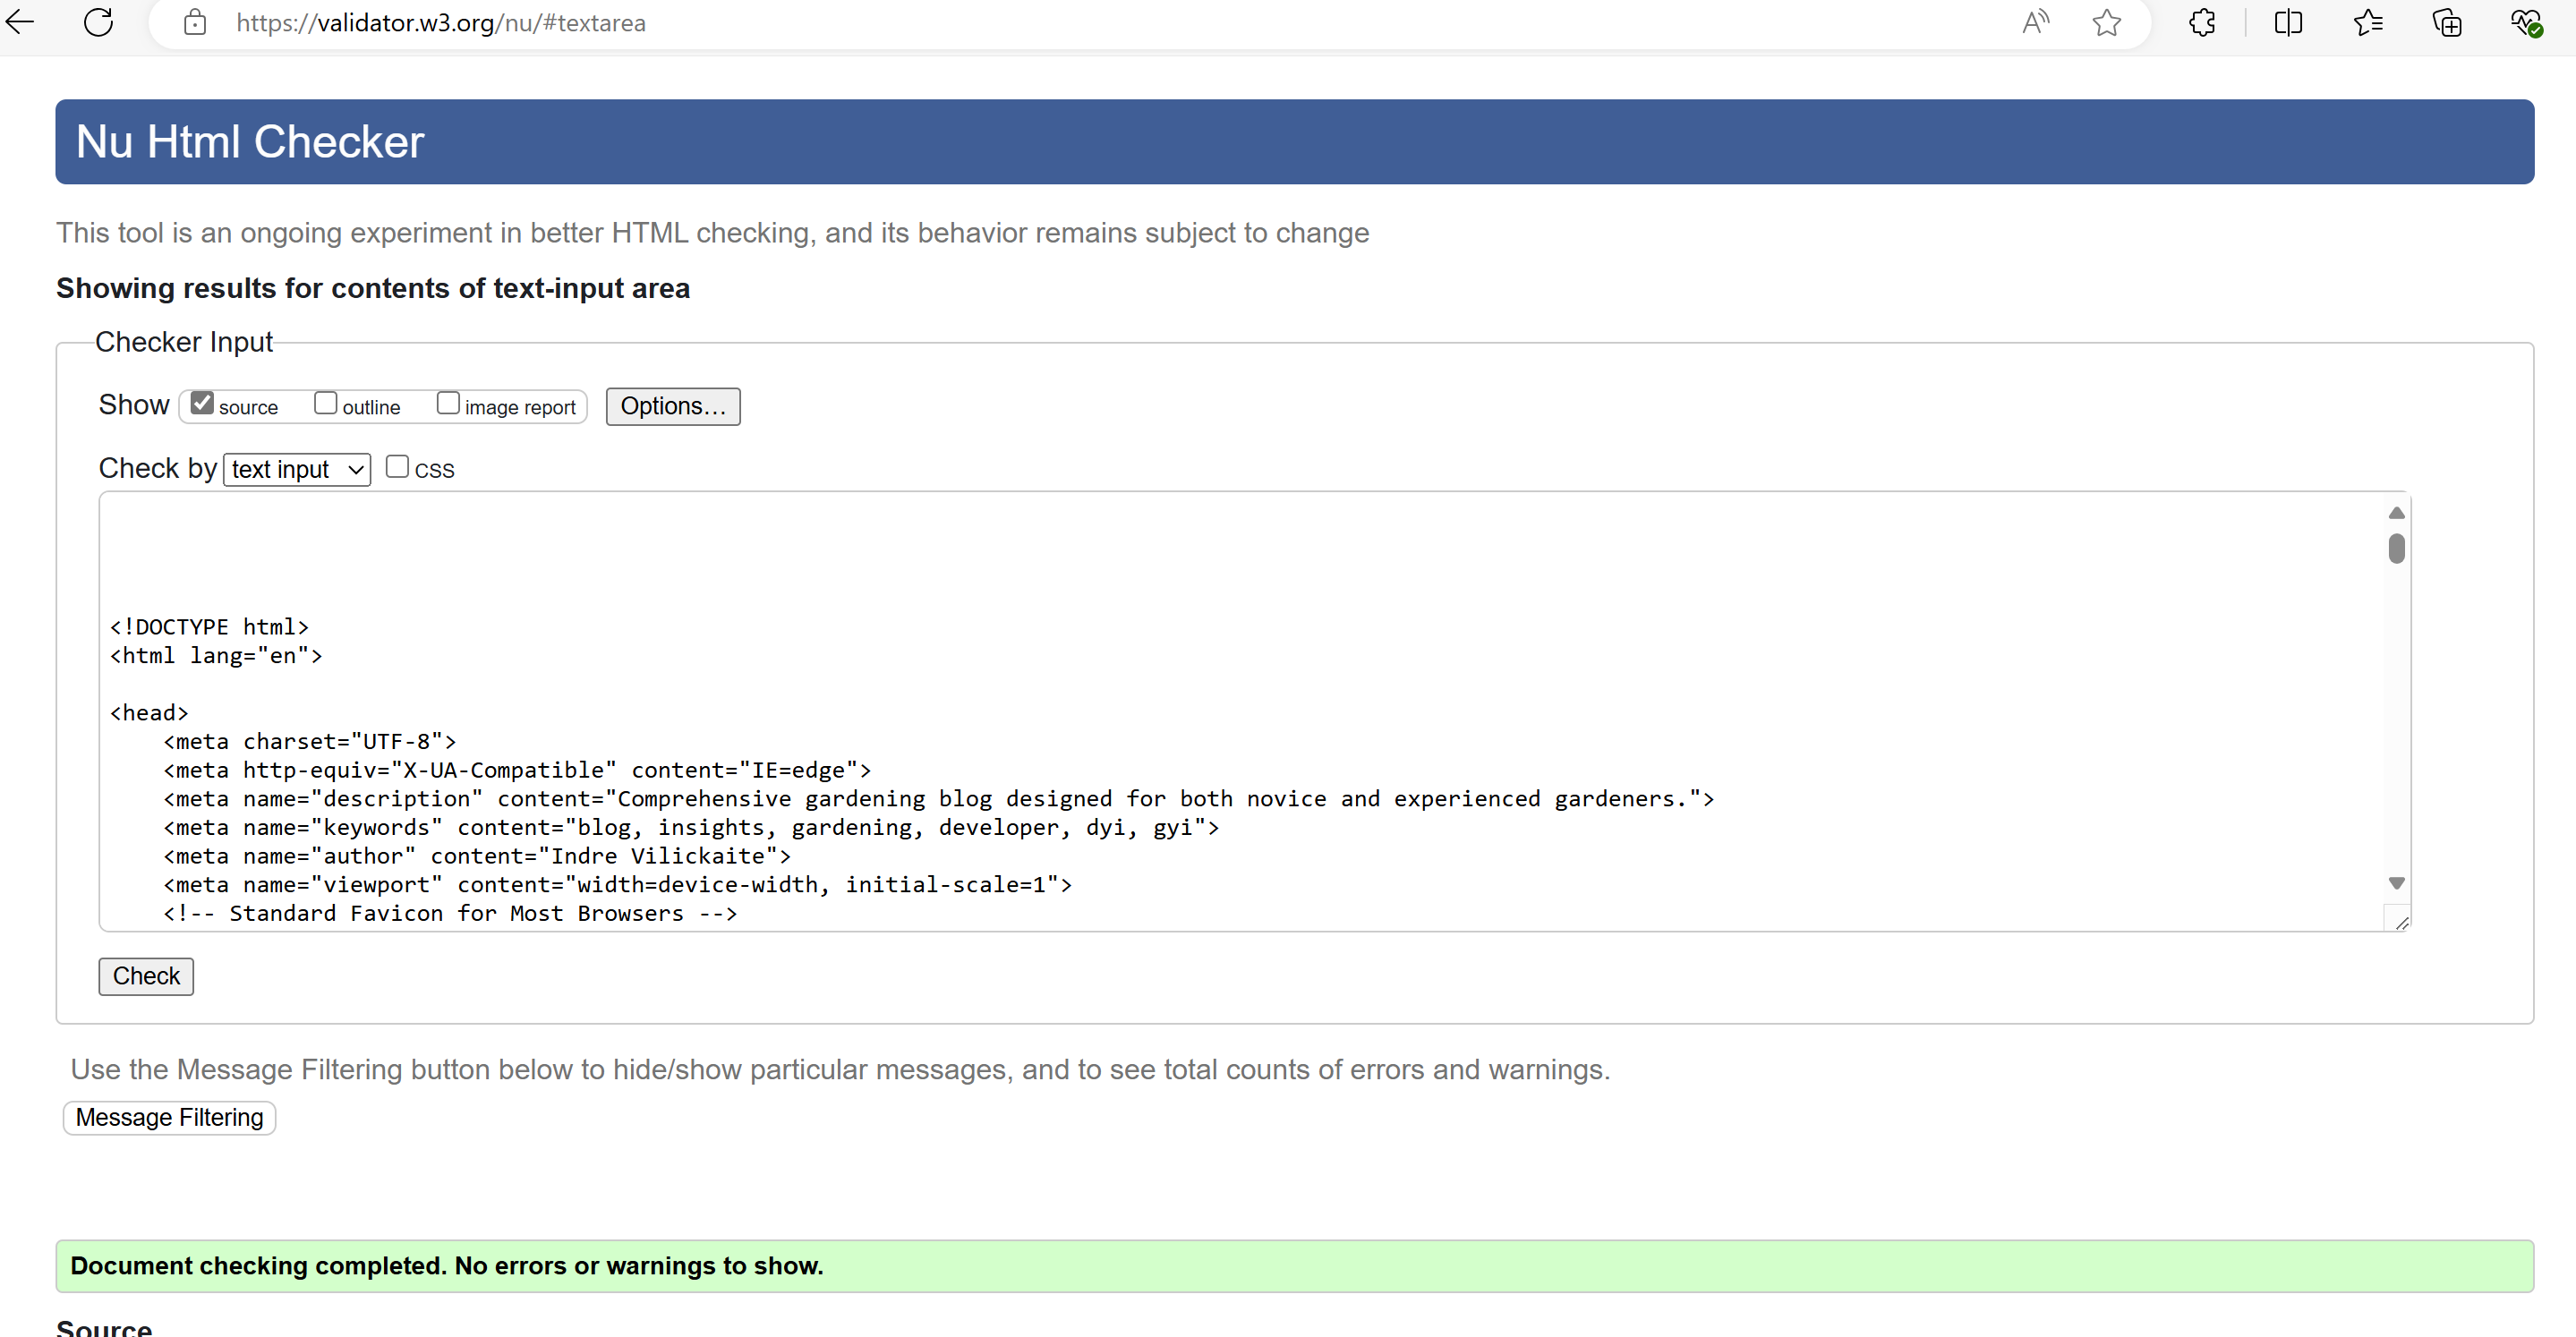 https://validator.w3.org/nu/#textarea
Nu Html Checker
This tool is an ongoing experiment in better HTML checking, and its behavior remains subject to change
Showing results for contents of text-input area
Checker Input
Show source outline image report Options...
Check by text input CSS
<!DOCTYPE html>
<html lang="en">
<head>
<meta charset="UTF-8">
<meta http-equiv="X-UA-Compatible" content="IE=edge">
<meta name="description" content="Comprehensive gardening blog designed for both novice and experienced gardeners.">
<meta name="keywords" content="blog, insights, gardening, developer, dyi, gyi">
<meta name="author" content="Indre Vilickaite">
<meta name="viewport" content="width=device-width, initial-scale=1">
<!-- Standard Favicon for Most Browsers -->
Check
Use the Message Filtering button below to hide/show particular messages, and to see total counts of errors and warnings.
Message Filtering
Document checking completed. No errors or warnings to show.
Source